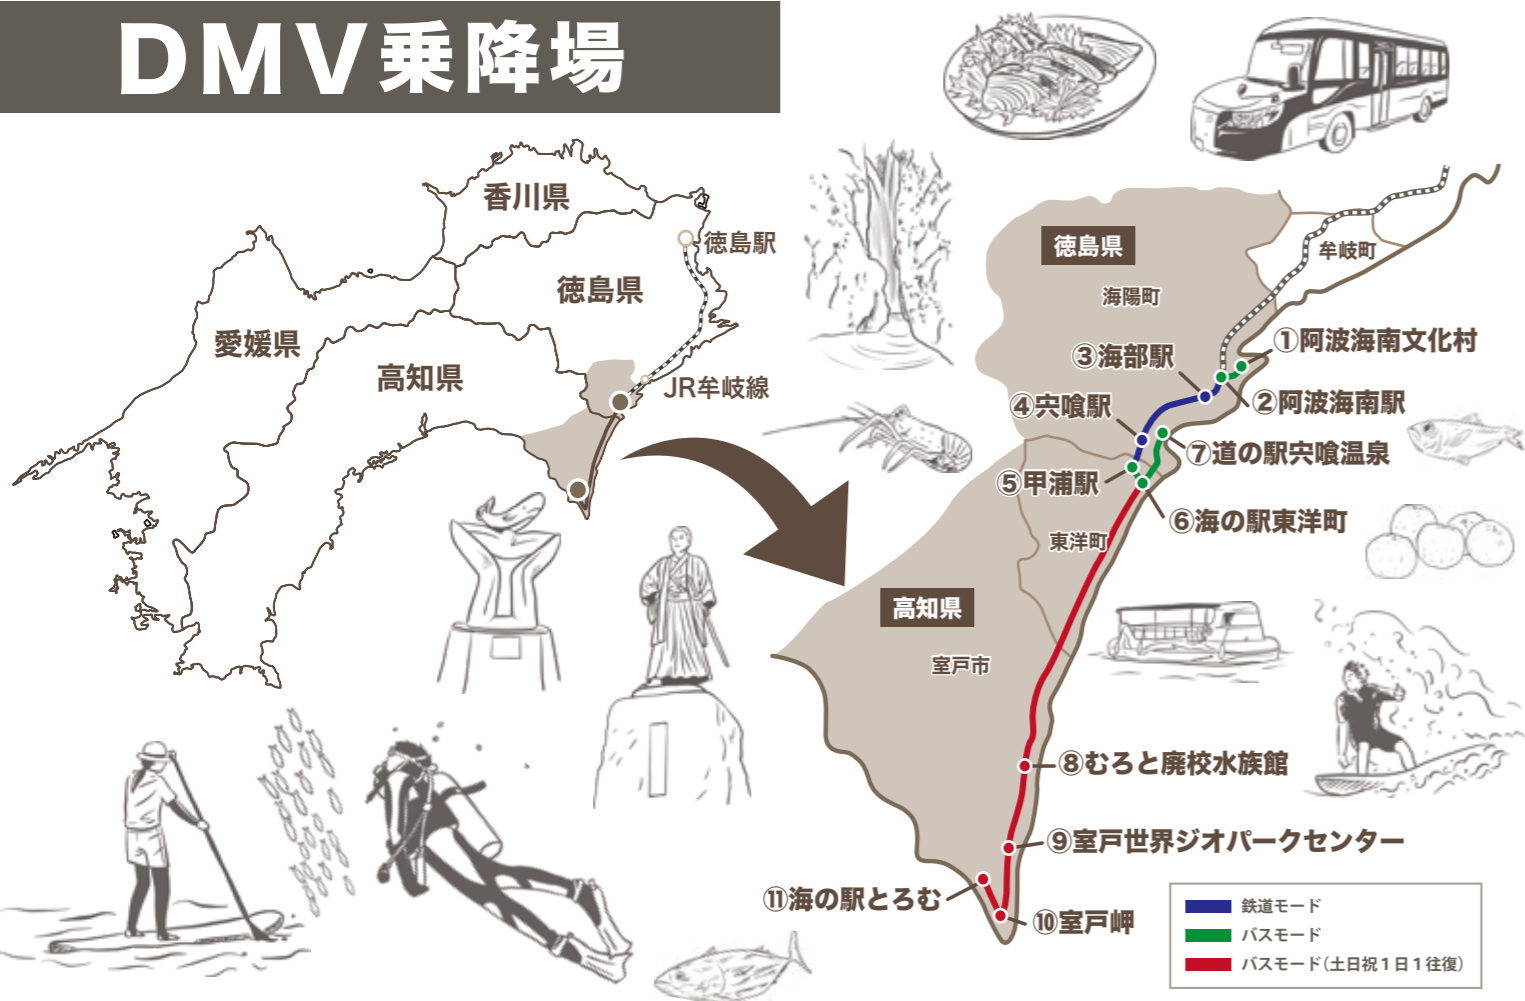 DMV乗降場
香川県
徳島駅
徳島県
愛媛県
高知県
JR牟岐線
徳島県
牟岐町
海陽町
①阿波海南文化村
③海部駅
②阿波海南駅
④宍喰駅
⑦道の駅宍喰温泉
⑤甲浦駅
⑥海の駅東洋町
東洋町
高知県
室戸市
⑧むろと廃校水族館
⑨室戸世界ジオパークセンター
⑪海の駅とろむ
⑩室戸岬
鉄道モード
バスモード
バスモード(土日祝1日1往復)